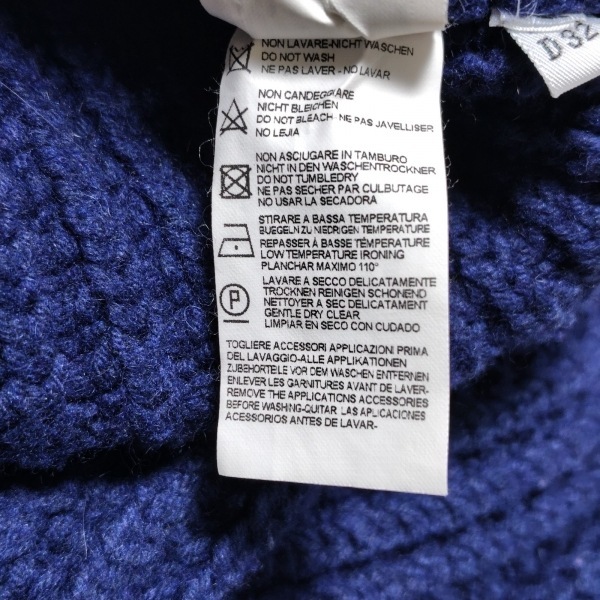 NON LAVARE-NICHT WASCHEN
DO NOT WASH
NE PAS LAVER - NO LAVAR
NON CANDEGGIARE
NICHT BLEICHEN
DO NOT BLEACH - NE PAS JAVELLISER
NO LEJIA
NON ASCIUGARE IN TAMBURO
NICHT IN DEN WASCHENTROCKNER
DO NOT TUMBLEDRY
NE PAS SECHER PAR CULBUTAGE
NO USAR LA SECADORA
STIRARE A BASSA TEMPERATURA
BUEGELN ZU NIEDRIGEN TEMPERATURE
REPASSER À BASSE TEMPERATURE
LOW TEMPERATURE IRONING
PLANCHAR MAXIMO 110°
P
LAVARE A SECCO DELICATAMENTE
TROCKNEN REINIGEN SCHONEND
NETTOYER A SEC DELICATEMENT
GENTLE DRY CLEAR
LIMPIAR EN SECO CON CUDADO
TOGLIERE ACCESSORI APPLICAZIONI PRIMA
DEL LAVAGGIO-ALLE APPLIKATIONEN
ZUBEHORTELE VOR DEM WASCHEN ENTFERNEN
ENLEVER LES GARNITURES AVANT DE LAVER-
REMOVE THE APPLICATIONS ACCESSORIES
BEFORE WASHING-QUITAR LAS APLICACIONES
ACCESSORIOS ANTES DE LAVAR-
D 32